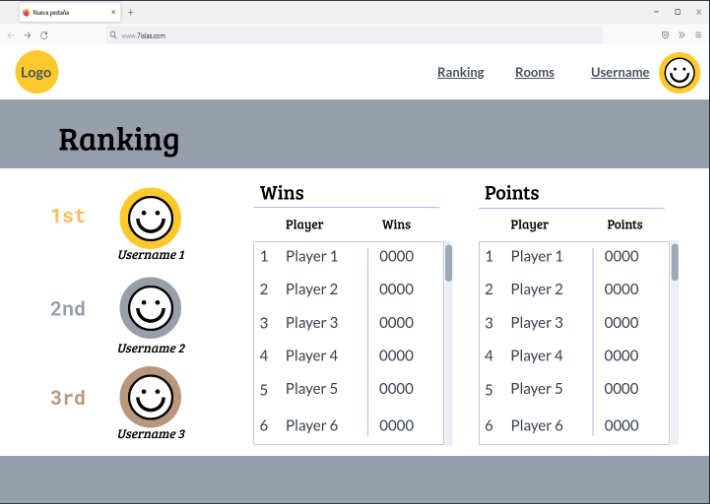 Nueva pestaña
www.7islas.com
Logo
Ranking
Rooms
Username
Ranking
1st
Username 1
2nd
Username 2
3rd
Username 3
Wins
Player Wins
1 Player 1 0000
2 Player 2 0000
3 Player 3 0000
4 Player 4 0000
5 Player 5 0000
6 Player 6 0000
Points
Player Points
1 Player 1 0000
2 Player 2 0000
3 Player 3 0000
4 Player 4 0000
5 Player 5 0000
6 Player 6 0000